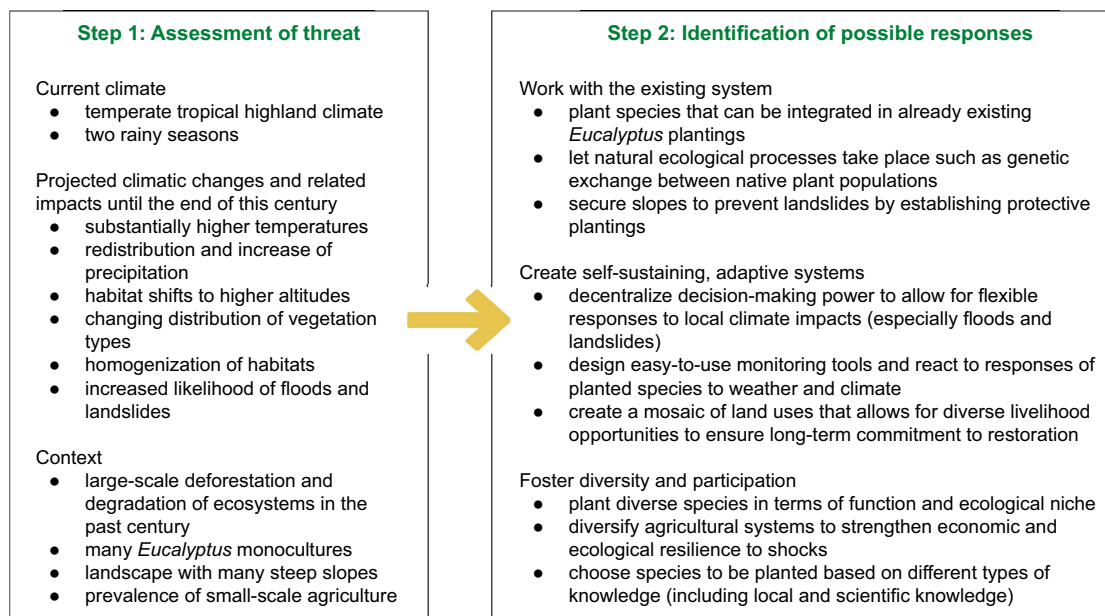 Step 1: Assessment of threat
Current climate
● temperate tropical highland climate
● two rainy seasons
Projected climatic changes and related
impacts until the end of this century
● substantially higher temperatures
● redistribution and increase of
precipitation
● habitat shifts to higher altitudes
● changing distribution of vegetation
types
● homogenization of habitats
● increased likelihood of floods and
landslides
Context
● large-scale deforestation and
degradation of ecosystems in the
past century
● many Eucalyptus monocultures
● landscape with many steep slopes
● prevalence of small-scale agriculture
Step 2: Identification of possible responses
Work with the existing system
● plant species that can be integrated in already existing
Eucalyptus plantings
● let natural ecological processes take place such as genetic
exchange between native plant populations
● secure slopes to prevent landslides by establishing protective
plantings
Create self-sustaining, adaptive systems
● decentralize decision-making power to allow for flexible
responses to local climate impacts (especially floods and
landslides)
● design easy-to-use monitoring tools and react to responses of
planted species to weather and climate
● create a mosaic of land uses that allows for diverse livelihood
opportunities to ensure long-term commitment to restoration
Foster diversity and participation
● plant diverse species in terms of function and ecological niche
● diversify agricultural systems to strengthen economic and
ecological resilience to shocks
● choose species to be planted based on different types of
knowledge (including local and scientific knowledge)